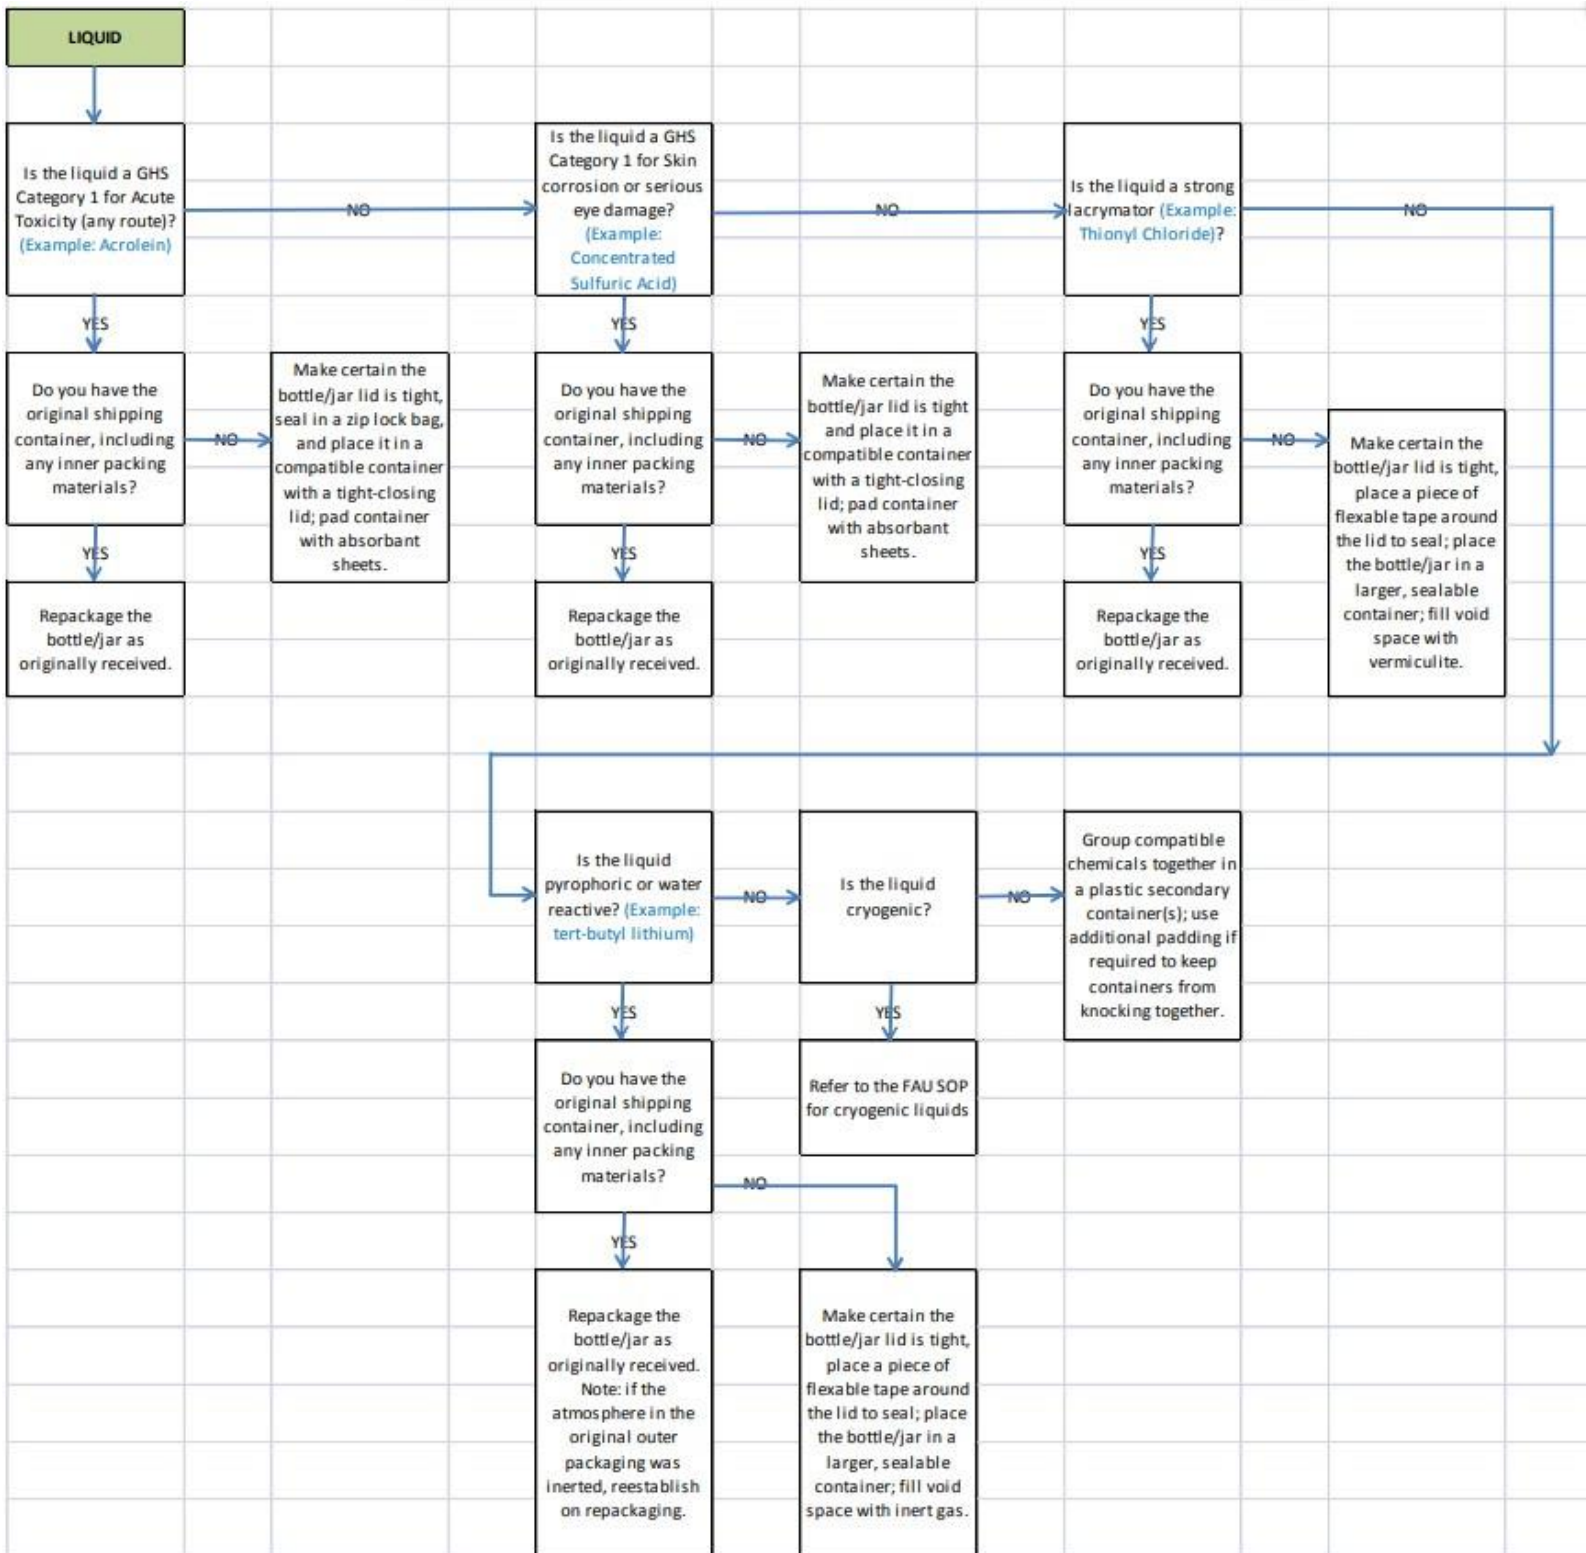 LIQUID
Is the liquid a GHS
Category 1 for Acute
Toxicity (any route)?
(Example: Acrolein)
NO
Is the liquid a GHS
Category 1 for Skin
corrosion or serious
eye damage?
(Example:
Concentrated
Sulfuric Acid)
NO
Is the liquid a strong
lacrymator (Example:
Thionyl Chloride)?
NO
YES
YES
YES
Do you have the
original shipping
container, including
any inner packing
materials?
NO
Make certain the
bottle/jar lid is tight,
seal in a zip lock bag,
and place it in a
compatible container
with a tight-closing
lid; pad container
with absorbant
sheets.
Do you have the
original shipping
container, including
any inner packing
materials?
NO
Make certain the
bottle/jar lid is tight
and place it in a
compatible container
with a tight-closing
lid; pad container
with absorbant
sheets.
Do you have the
original shipping
container, including
any inner packing
materials?
NO
Make certain the
bottle/jar lid is tight,
place a piece of
flexable tape around
the lid to seal; place
the bottle/jar in a
larger, sealable
container; fill void
space with
vermiculite.
YES
YES
YES
Repackage the
bottle/jar as
originally received.
Repackage the
bottle/jar as
originally received.
Repackage the
bottle/jar as
originally received.
Is the liquid
pyrophoric or water
reactive? (Example:
tert-butyl lithium)
NO
Is the liquid
cryogenic?
NO
Group compatible
chemicals together in
a plastic secondary
container(s); use
additional padding if
required to keep
containers from
knocking together.
YES
YES
Do you have the
original shipping
container, including
any inner packing
materials?
Refer to the FAU SOP
for cryogenic liquids
NO
YES
Repackage the
bottle/jar as
originally received.
Note: if the
atmosphere in the
original outer
packaging was
inerted, reestablish
on repackaging.
Make certain the
bottle/jar lid is tight,
place a piece of
flexable tape around
the lid to seal; place
the bottle/jar in a
larger, sealable
container; fill void
space with inert gas.